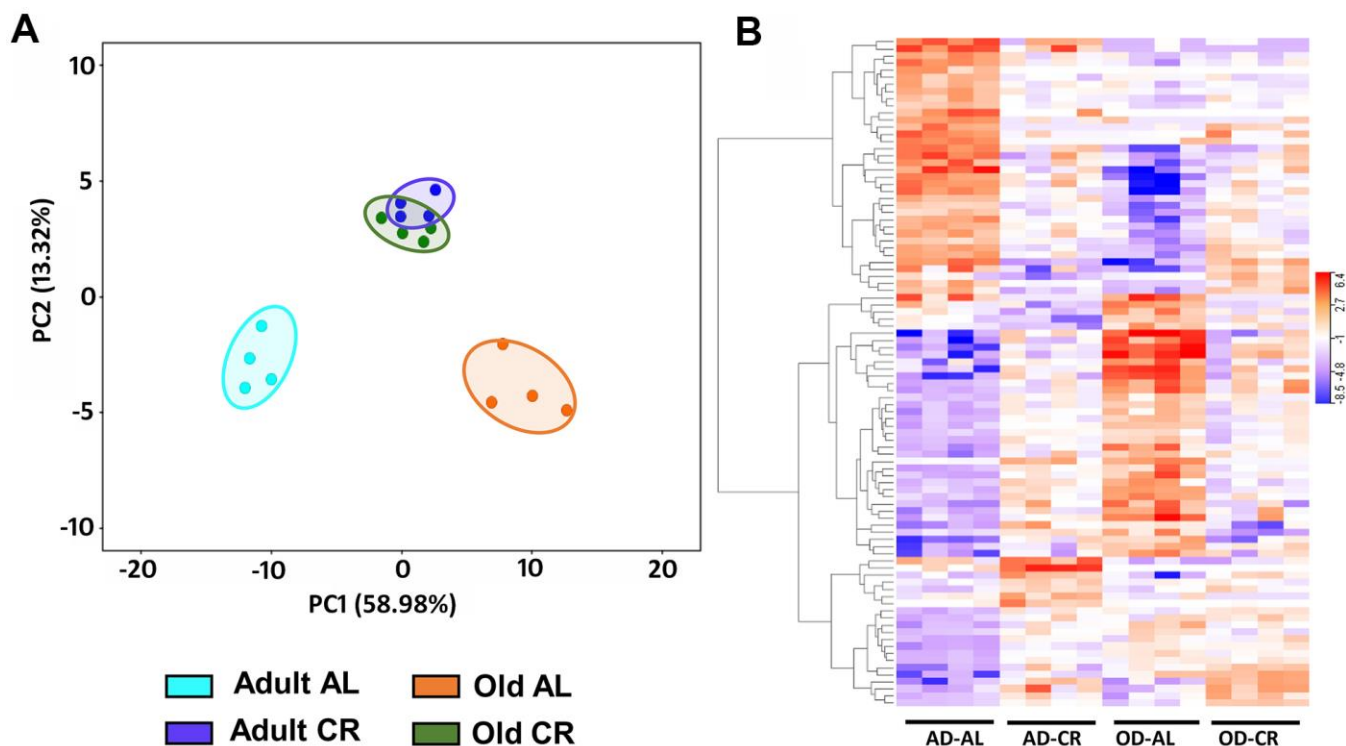 A
10
5
0
-5
-10
PC2 (13.32%)
-20
-10
0
10
20
PC1 (58.98%)
Adult AL
Old AL
Adult CR
Old CR
B
6.4
2.7
-1
-4.8
-8.5
AD-AL
AD-CR
OD-AL
OD-CR